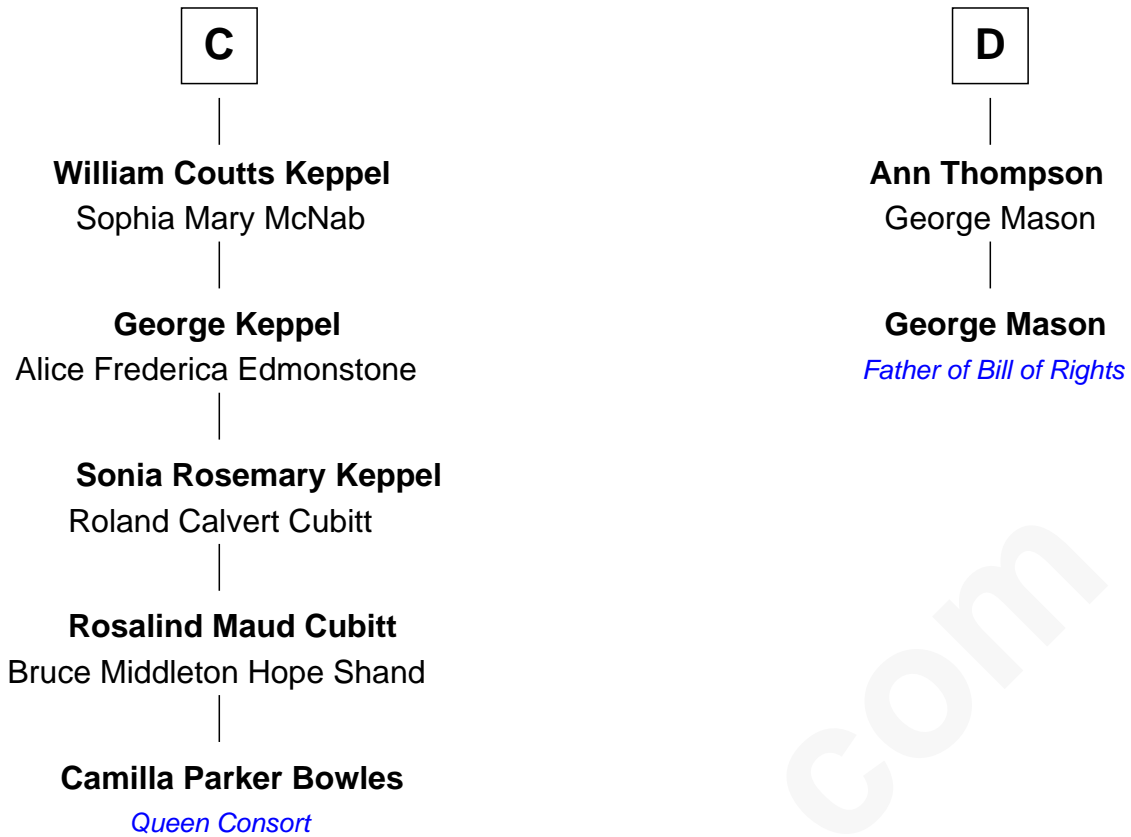 C
William Coutts Keppel
Sophia Mary McNab
George Keppel
Alice Frederica Edmonstone
Sonia Rosemary Keppel
Roland Calvert Cubitt
Rosalind Maud Cubitt
Bruce Middleton Hope Shand
Camilla Parker Bowles
Queen Consort
D
Ann Thompson
George Mason
George Mason
Father of Bill of Rights
com